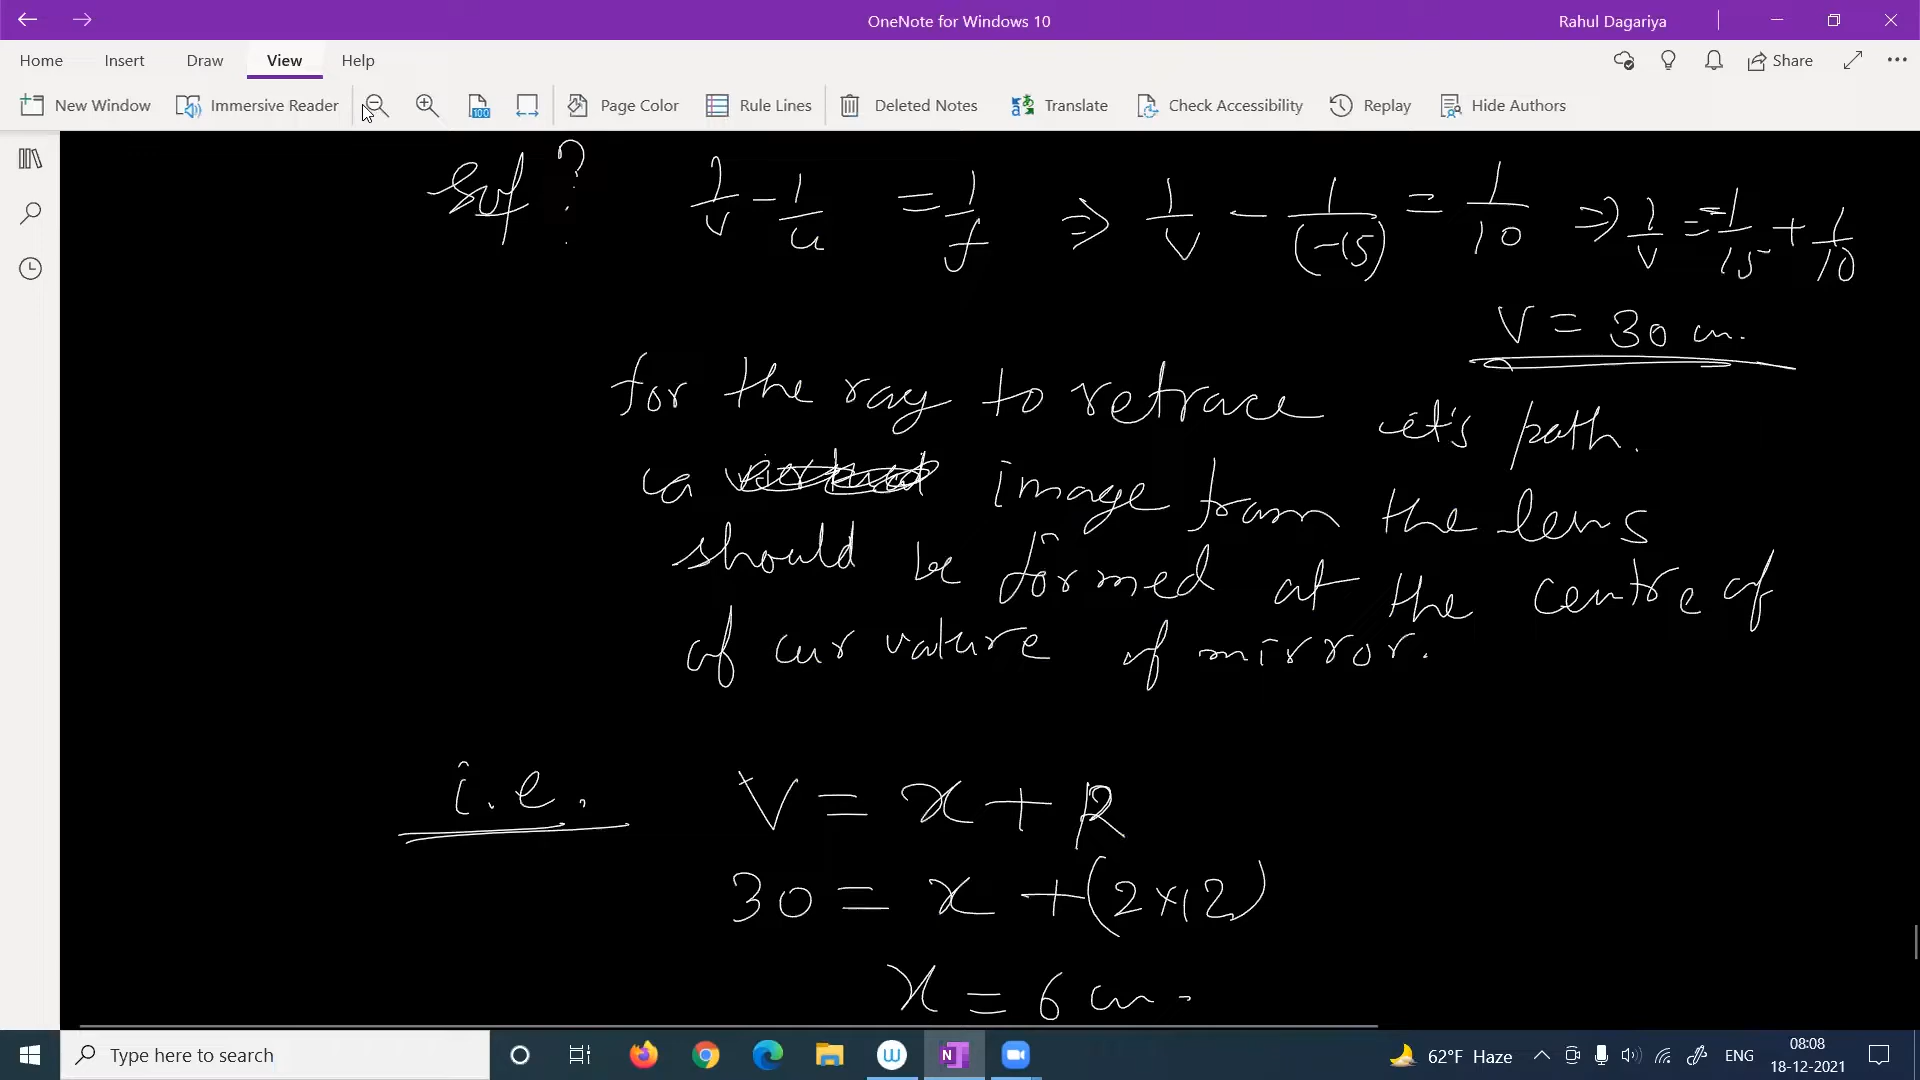 OneNote for Windows 10
Rahul Dagariya
Home Insert Draw View Help
Share
New Window Immersive Reader 100 Page Color Rule Lines Deleted Notes Translate Check Accessibility Replay Hide Authors
Sol ? 1/v - 1/u = 1/f ⇒ 1/v - 1/(-15) = 1/10 ⇒ 1/v = -1/15 + 1/10
V = 30 cm.
for the ray to retrace it's path.
a image from the lens
should be formed at the centre of
of curvature of mirror.
i.e. V = x + R
30 = x + (2×12)
x = 6 cm.
Type here to search
62°F Haze
ENG
08:08
18-12-2021